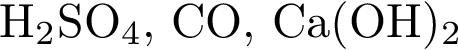 H₂SO₄, CO, Ca(OH)₂